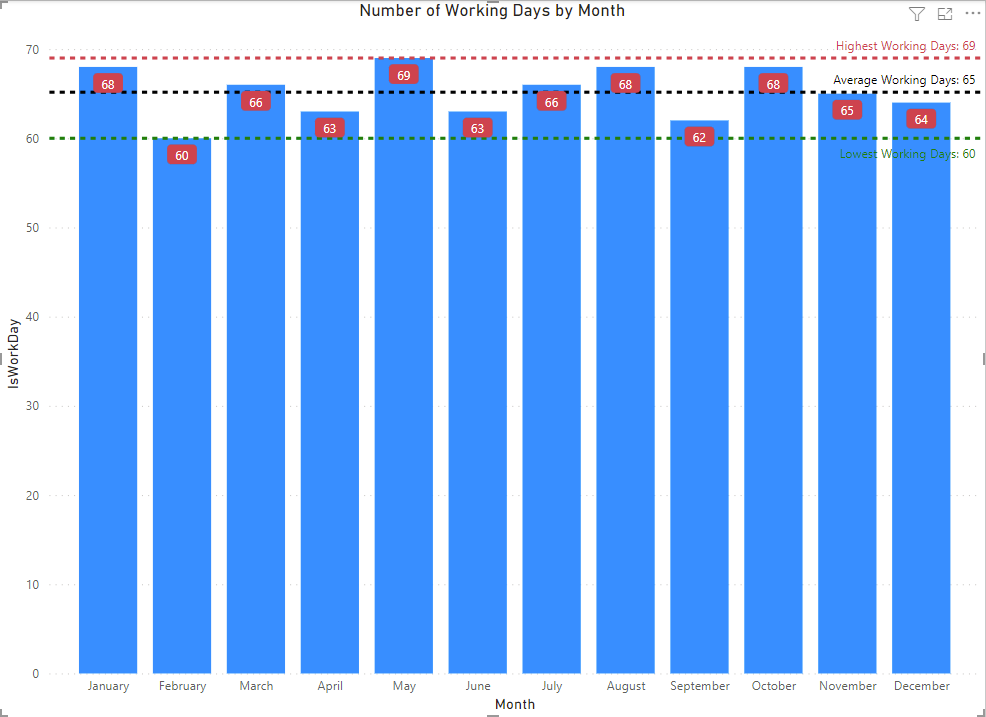 Number of Working Days by Month
Highest Working Days: 69
Average Working Days: 65
Lowest Working Days: 60
IsWorkDay
70
60
50
40
30
20
10
0
68
60
66
63
69
63
66
68
62
68
65
64
January February March April May June July August September October November December
Month